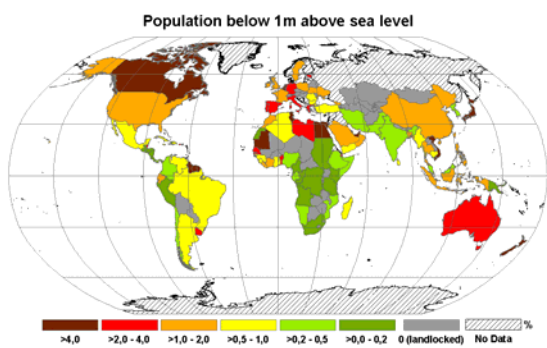 Population below 1m above sea level
>4,0 >2,0 - 4,0 >1,0 - 2,0 >0,5 - 1,0 >0,2 - 0,5 >0,0 - 0,2 0 (landlocked) No Data %